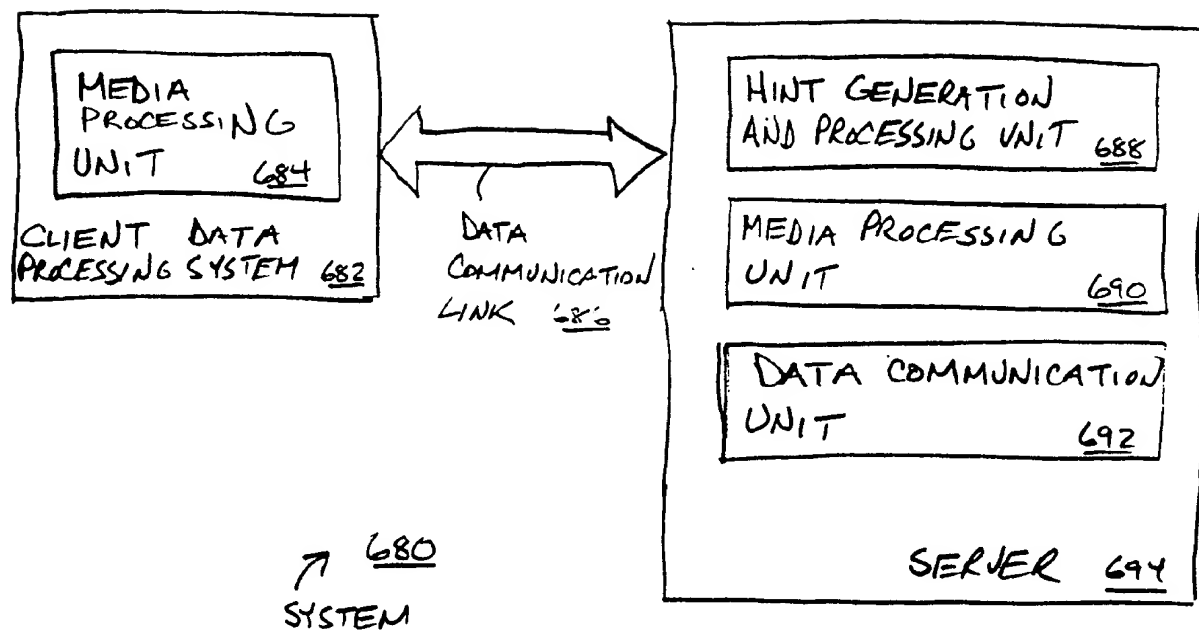 MEDIA
PROCESSING
UNIT 684
CLIENT DATA
PROCESSING SYSTEM 682
DATA
COMMUNICATION
LINK 686
HINT GENERATION
AND PROCESSING UNIT 688
MEDIA PROCESSING
UNIT 690
DATA COMMUNICATION
UNIT 692
SERVER 694
680
SYSTEM